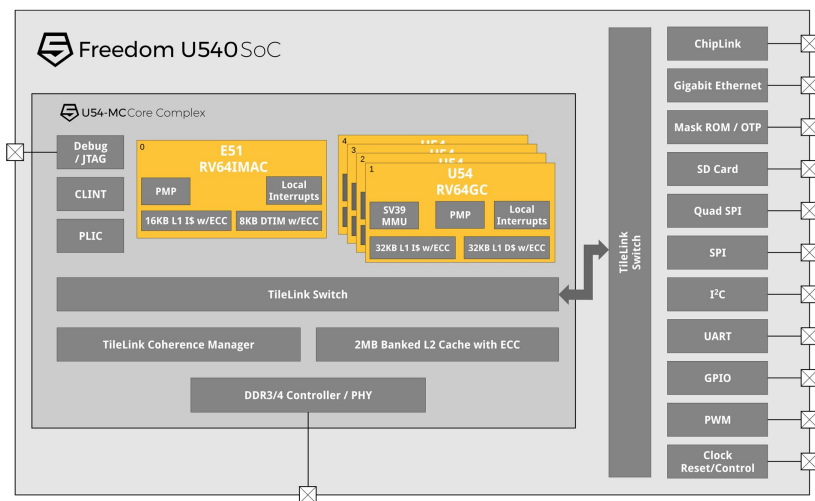 Freedom U540 SoC
U54-MC Core Complex
Debug
/ JTAG
CLINT
PLIC
0
E51
RV64IMAC
PMP
Local
Interrupts
16KB L1 I$ w/ECC
8KB DTIM w/ECC
4
3
2
1
U54
RV64GC
SV39
MMU
PMP
Local
Interrupts
32KB L1 I$ w/ECC
32KB L1 D$ w/ECC
TileLink Switch
TileLink Coherence Manager
2MB Banked L2 Cache with ECC
DDR3/4 Controller / PHY
TileLink
Switch
ChipLink
Gigabit Ethernet
Mask ROM / OTP
SD Card
Quad SPI
SPI
I²C
UART
GPIO
PWM
Clock
Reset/Control